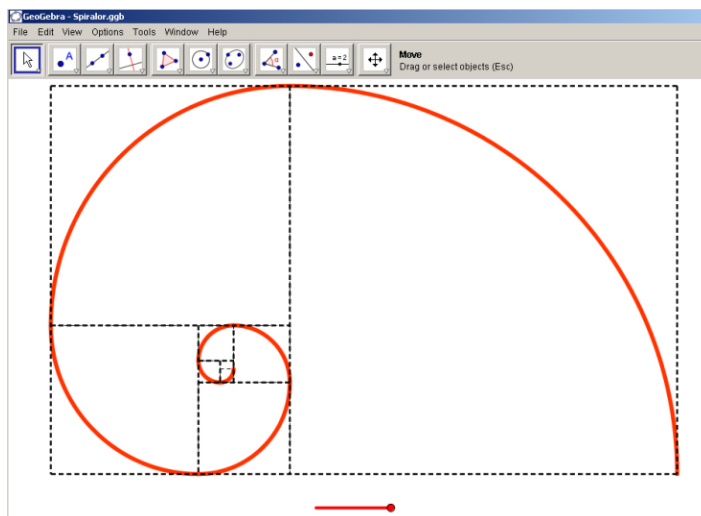 GeoGebra - Spiralor.ggb
File Edit View Options Tools Window Help
A
α
a=2
Move
Drag or select objects (Esc)